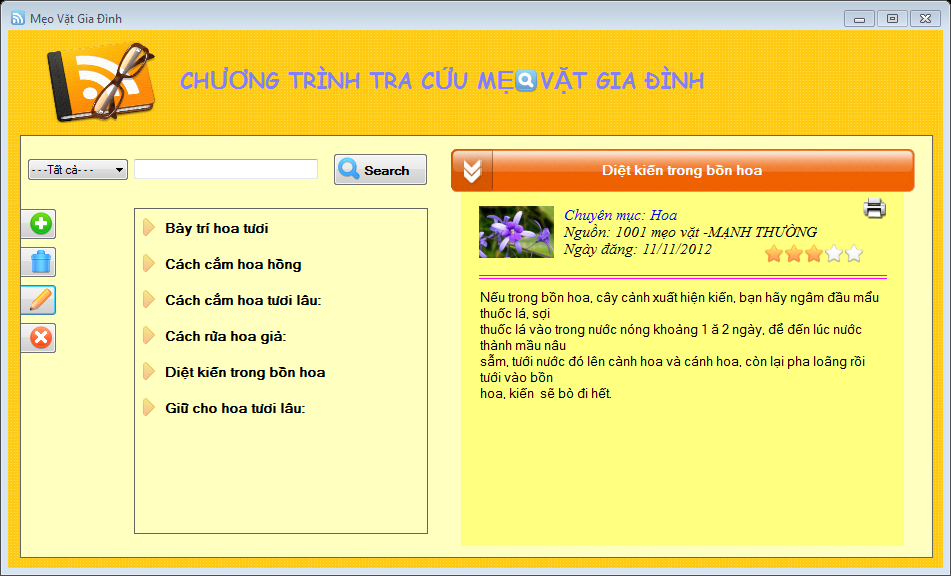 Mẹo Vặt Gia Đình
CHƯƠNG TRÌNH TRA CỨU MẸO VẶT GIA ĐÌNH
---Tất cả---
Search
Diệt kiến trong bồn hoa
Bày trí hoa tươi
Cách cắm hoa hồng
Cách cắm hoa tươi lâu:
Cách rửa hoa giả:
Diệt kiến trong bồn hoa
Giữ cho hoa tươi lâu:
Chuyên mục: Hoa
Nguồn: 1001 mẹo vặt -MẠNH THƯỜNG
Ngày đăng: 11/11/2012
Nếu trong bồn hoa, cây cảnh xuất hiện kiến, bạn hãy ngâm đầu mẩu
thuốc lá, sợi
thuốc lá vào trong nước nóng khoảng 1 ă 2 ngày, để đến lúc nước
thành mầu nâu
sẫm, tưới nước đó lên cành hoa và cánh hoa, còn lại pha loãng rồi
tưới vào bồn
hoa, kiến  sẽ bò đi hết.